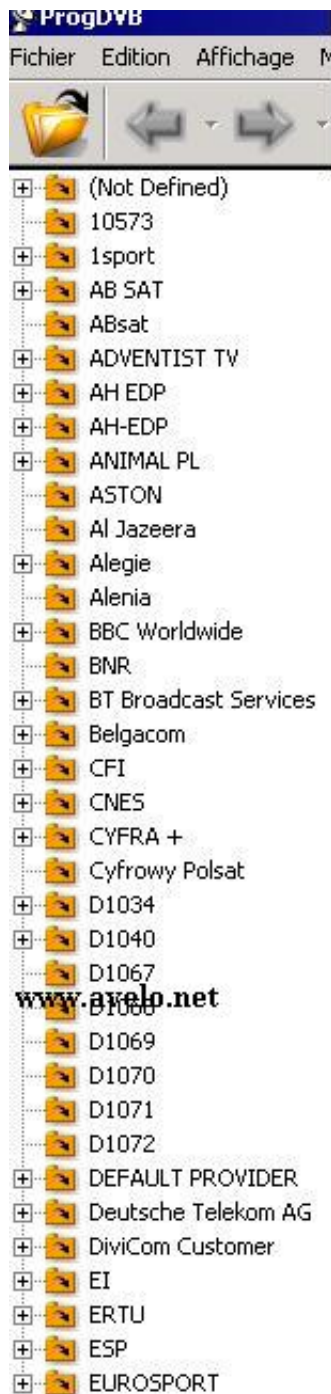 ProgDVB
Fichier Edition Affichage M
(Not Defined)
10573
1sport
AB SAT
ABsat
ADVENTIST TV
AH EDP
AH-EDP
ANIMAL PL
ASTON
Al Jazeera
Alegie
Alenia
BBC Worldwide
BNR
BT Broadcast Services
Belgacom
CFI
CNES
CYFRA +
Cyfrowy Polsat
D1034
D1040
D1067
www.avelo.net
D1069
D1070
D1071
D1072
DEFAULT PROVIDER
Deutsche Telekom AG
DiviCom Customer
EI
ERTU
ESP
EUROSPORT